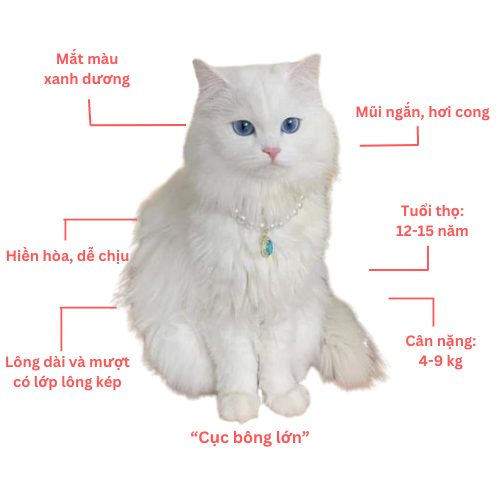 Mắt màu
xanh dương
Mũi ngắn, hơi cong
Tuổi thọ:
12-15 năm
Hiền hòa, dễ chịu
Cân nặng:
4-9 kg
Lông dài và mượt
có lớp lông kép
“Cục bông lớn”